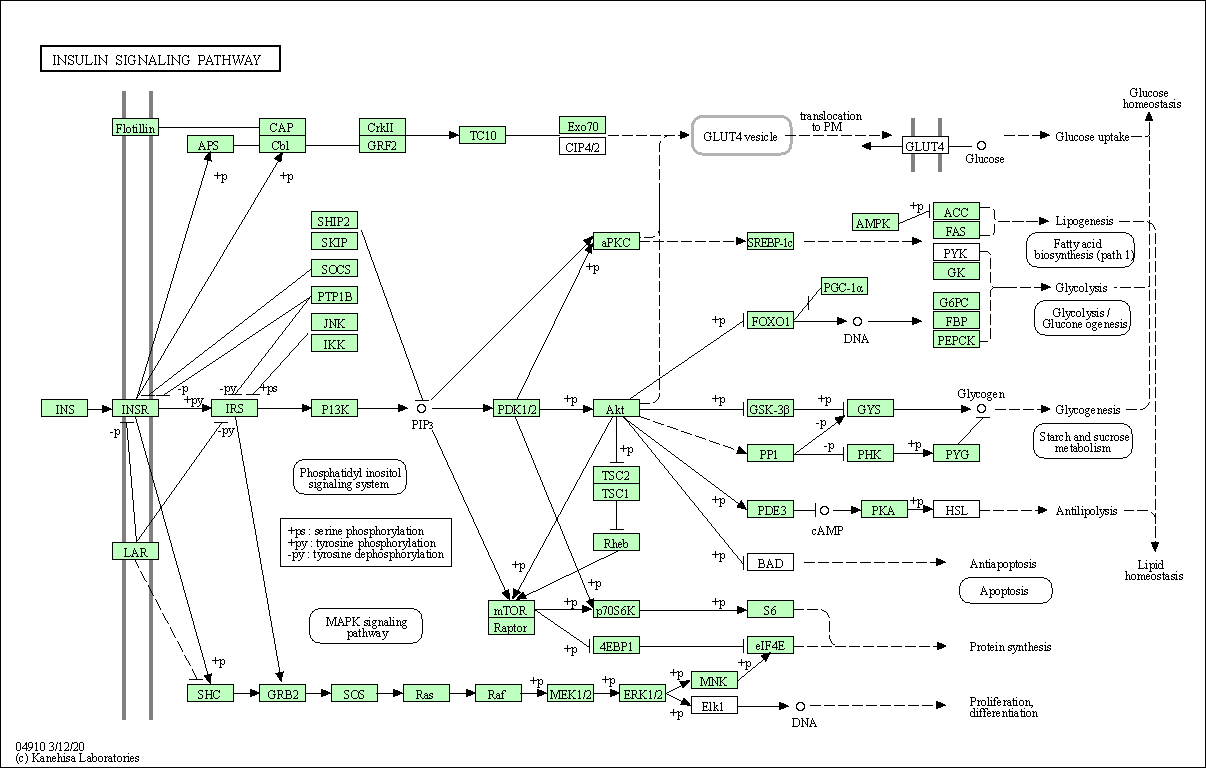 INSULIN SIGNALING PATHWAY
Glucose
homeostasis
Flotillin
CAP
CrkII
Exo70
translocation
to PM
APS
Cbl
GRF2
TC10
CIP4/2
GLUT4 vesicle
GLUT4
Glucose
Glucose uptake
+p
+p
SHIP2
SKIP
SOCS
PTP1B
JNK
IKK
aPKC
+p
SREBP-1c
AMPK
+p
ACC
FAS
Lipogenesis
Fatty acid
biosynthesis (path 1)
PYK
GK
Glycolysis
PGC-1α
G6PC
FBP
PEPCK
Glycolysis /
Glucone ogenesis
+p
FOXO1
DNA
-p
+py
-py
+ps
INS
INSR
IRS
P13K
PIP3
PDK1/2
+p
Akt
+p
GSK-3β
+p
GYS
Glycogen
Glycogenesis
-p
-py
-p
-p
+p
PP1
PHK
PYG
Starch and sucrose
metabolism
Phosphatidyl inositol
signaling system
+p
TSC2
TSC1
+p
PDE3
cAMP
PKA
+p
HSL
Antilipolysis
+ps : serine phosphorylation
+py : tyrosine phosphorylation
-py : tyrosine dephosphorylation
LAR
Rheb
+p
+p
BAD
Antiapoptosis
Apoptosis
Lipid
homeostasis
+p
MAPK signaling
pathway
mTOR
Raptor
+p
p70S6K
+p
S6
+p
4EBP1
eIF4E
Protein synthesis
+p
+p
SHC
GRB2
SOS
Ras
Raf
+p
MEK1/2
+p
ERK1/2
+p
MNK
+p
Elk1
DNA
Proliferation,
differentiation
04910 3/12/20
(c) Kanehisa Laboratories